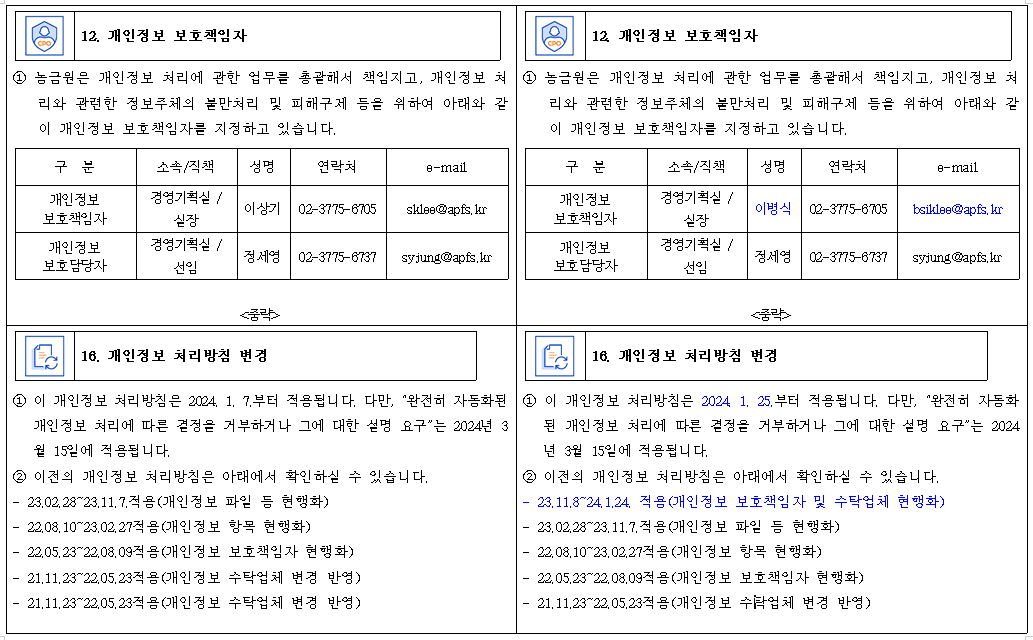 CPO
12. 개인정보 보호책임자
① 농금원은 개인정보 처리에 관한 업무를 총괄해서 책임지고, 개인정보 처
리와 관련한 정보주체의 불만처리 및 피해구제 등을 위하여 아래와 같
이 개인정보 보호책임자를 지정하고 있습니다.
구 분 소속/직책 성명 연락처 e-mail
개인정보 보호책임자 경영기획실 / 실장 이상기 02-3775-6705 sklee@apfs.kr
개인정보 보호담당자 경영기획실 / 선임 정세영 02-3775-6737 syjung@apfs.kr
<중략>
16. 개인정보 처리방침 변경
① 이 개인정보 처리방침은 2024. 1. 7.부터 적용됩니다. 다만, "완전히 자동화된
개인정보 처리에 따른 결정을 거부하거나 그에 대한 설명 요구"는 2024년 3
월 15일에 적용됩니다.
② 이전의 개인정보 처리방침은 아래에서 확인하실 수 있습니다.
- 23.02.28~23.11.7.적용(개인정보 파일 등 현행화)
- 22.08.10~23.02.27적용(개인정보 항목 현행화)
- 22.05.23~22.08.09적용(개인정보 보호책임자 현행화)
- 21.11.23~22.05.23적용(개인정보 수탁업체 변경 반영)
- 21.11.23~22.05.23적용(개인정보 수탁업체 변경 반영)
CPO
12. 개인정보 보호책임자
① 농금원은 개인정보 처리에 관한 업무를 총괄해서 책임지고, 개인정보 처
리와 관련한 정보주체의 불만처리 및 피해구제 등을 위하여 아래와 같
이 개인정보 보호책임자를 지정하고 있습니다.
구 분 소속/직책 성명 연락처 e-mail
개인정보 보호책임자 경영기획실 / 실장 이병식 02-3775-6705 bsiklee@apfs.kr
개인정보 보호담당자 경영기획실 / 선임 정세영 02-3775-6737 syjung@apfs.kr
<중략>
16. 개인정보 처리방침 변경
① 이 개인정보 처리방침은 2024. 1. 25.부터 적용됩니다. 다만, "완전히 자동화
된 개인정보 처리에 따른 결정을 거부하거나 그에 대한 설명 요구"는 2024
년 3월 15일에 적용됩니다.
② 이전의 개인정보 처리방침은 아래에서 확인하실 수 있습니다.
- 23.11.8~24.1.24. 적용(개인정보 보호책임자 및 수탁업체 현행화)
- 23.02.28~23.11.7.적용(개인정보 파일 등 현행화)
- 22.08.10~23.02.27적용(개인정보 항목 현행화)
- 22.05.23~22.08.09적용(개인정보 보호책임자 현행화)
- 21.11.23~22.05.23적용(개인정보 수탁업체 변경 반영)